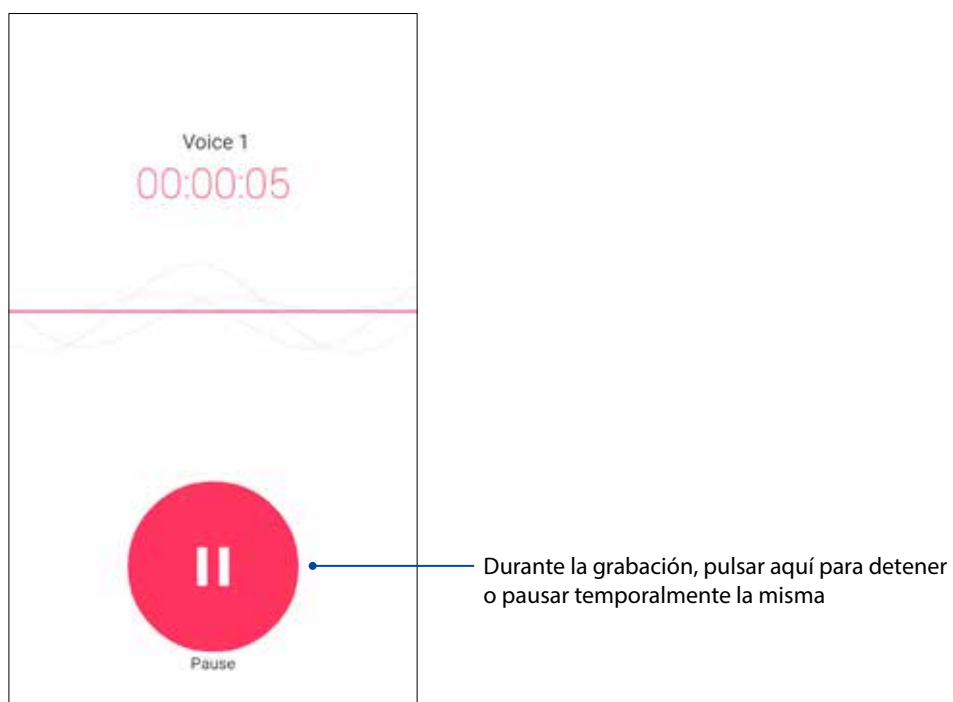 Voice 1
00:00:05
Durante la grabación, pulsar aquí para detener
o pausar temporalmente la misma
Pause